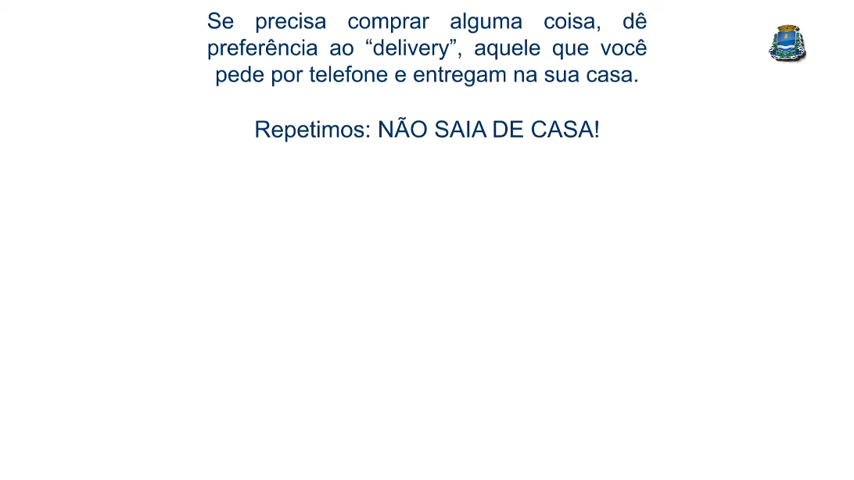 Se precisa comprar alguma coisa, dê
preferência ao “delivery”, aquele que você
pede por telefone e entregam na sua casa.
Repetimos: NÃO SAIA DE CASA!